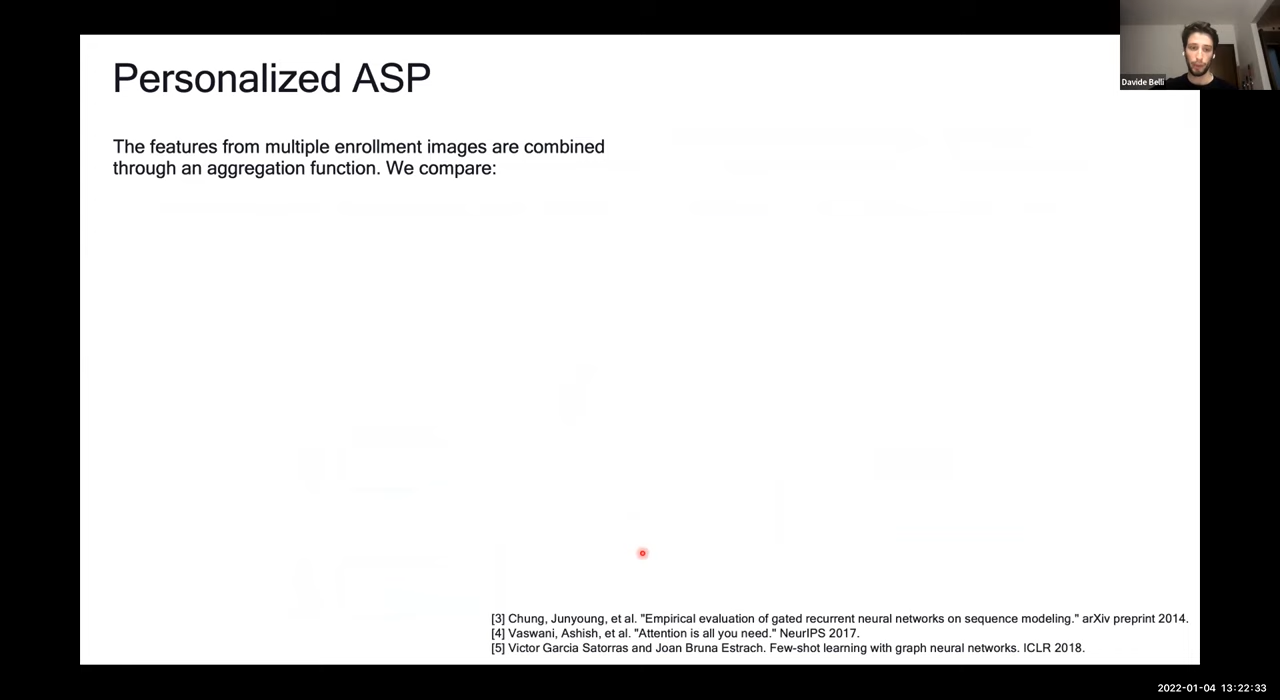 Personalized ASP
Davide Belli
The features from multiple enrollment images are combined
through an aggregation function. We compare:
[3] Chung, Junyoung, et al. "Empirical evaluation of gated recurrent neural networks on sequence modeling." arXiv preprint 2014.
[4] Vaswani, Ashish, et al. "Attention is all you need." NeurIPS 2017.
[5] Victor Garcia Satorras and Joan Bruna Estrach. Few-shot learning with graph neural networks. ICLR 2018.
2022-01-04 13:22:33